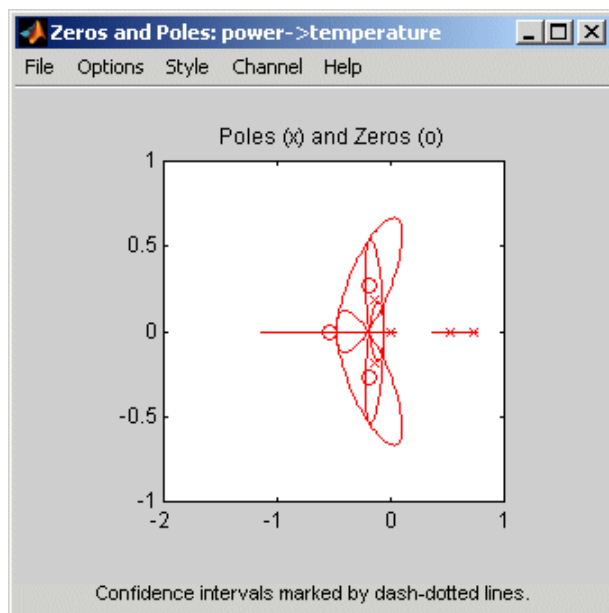 Zeros and Poles: power->temperature
File Options Style Channel Help
Poles (x) and Zeros (o)
1
0.5
0
-0.5
-1
-2 -1 0 1
Confidence intervals marked by dash-dotted lines.